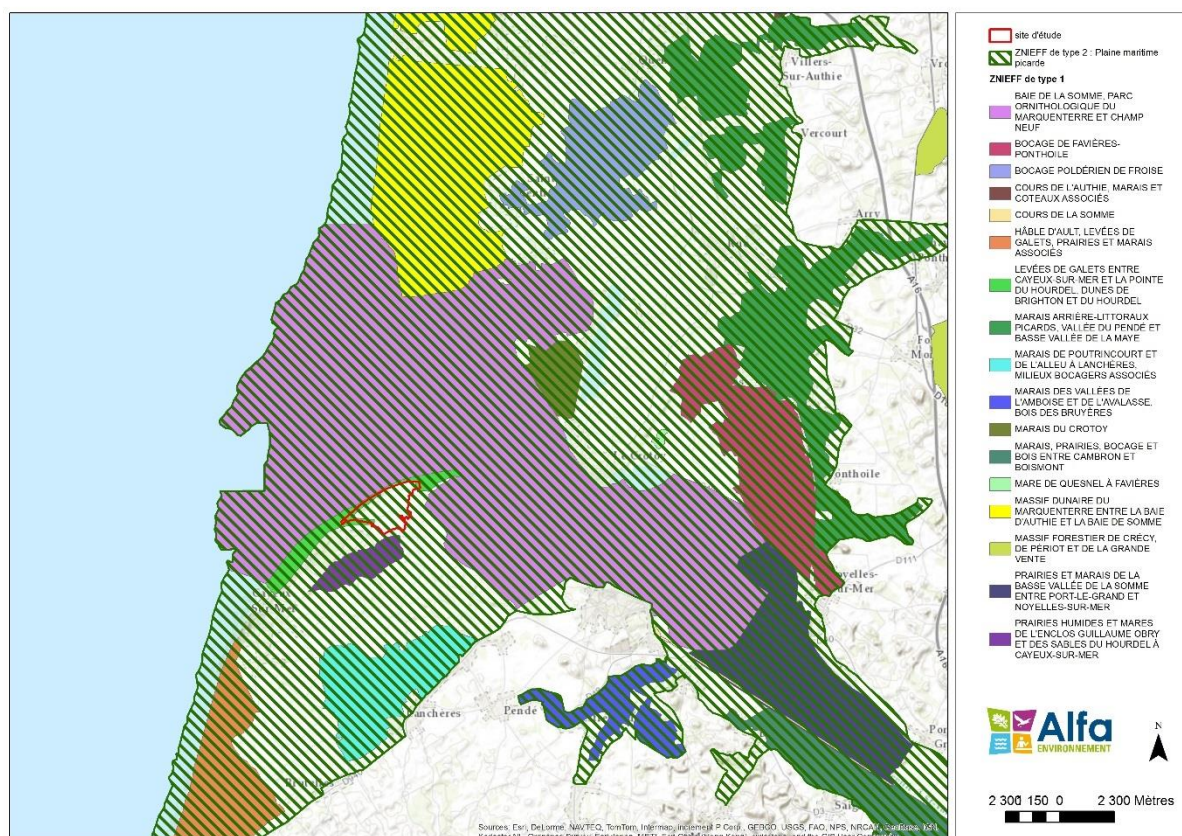 Villers-
Sur-Authie
Vercourt
Arry
A16
Le Crotoy
Ponthoile
D111
Noyelles-
Sur-Mer
Sur-Mer
A16
Lanchères
Pendé
D3
site d'étude
ZNIEFF de type 2 : Plaine maritime
picarde
ZNIEFF de type 1
BAIE DE LA SOMME, PARC
ORNITHOLOGIQUE DU
MARQUENTERRE ET CHAMP
NEUF
BOCAGE DE FAVIÈRES-
PONTHOILE
BOCAGE POLDÉRIEN DE FROISE
COURS DE L'AUTHIE, MARAIS ET
COTEAUX ASSOCIÉS
COURS DE LA SOMME
HÂBLE D'AULT, LEVÉES DE
GALETS, PRAIRIES ET MARAIS
ASSOCIÉS
LEVÉES DE GALETS ENTRE
CAYEUX-SUR-MER ET LA POINTE
DU HOURDEL, DUNES DE
BRIGHTON ET DU HOURDEL
MARAIS ARRIÈRE-LITTORAUX
PICARDS, VALLÉE DU PENDÉ ET
BASSE VALLÉE DE LA MAYE
MARAIS DE POUTRINCOURT ET
DE L'ALLEU À LANCHÈRES,
MILIEUX BOCAGERS ASSOCIÉS
MARAIS DES VALLÉES DE
L'AMBOISE ET DE L'AVALASSE,
BOIS DES BRUYÈRES
MARAIS DU CROTOY
MARAIS, PRAIRIES, BOCAGE ET
BOIS ENTRE CAMBRON ET
BOISMONT
MARE DE QUESNEL À FAVIÈRES
MASSIF DUNAIRE DU
MARQUENTERRE ENTRE LA BAIE
D'AUTHIE ET LA BAIE DE SOMME
MASSIF FORESTIER DE CRÉCY,
DE PÉRIOT ET DE LA GRANDE
VENTE
PRAIRIES ET MARAIS DE LA
BASSE VALLÉE DE LA SOMME
ENTRE PORT-LE-GRAND ET
NOYELLES-SUR-MER
PRAIRIES HUMIDES ET MARES
DE L'ENCLOS GUILLAUME OBRY
ET DES SABLES DU HOURDEL À
CAYEUX-SUR-MER
Alfa
ENVIRONNEMENT
N
2 300 1 150 0 2 300 Mètres
Sources: Esri, DeLorme, NAVTEQ, TomTom, Intermap, increment P Corp., GEBCO, USGS, FAO, NPS, NRCAN,